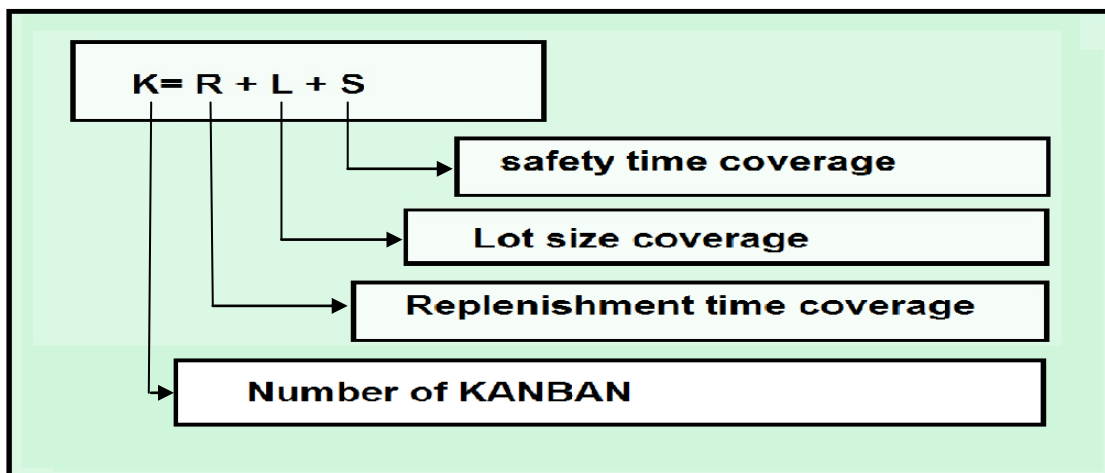 K= R + L + S
safety time coverage
Lot size coverage
Replenishment time coverage
Number of KANBAN